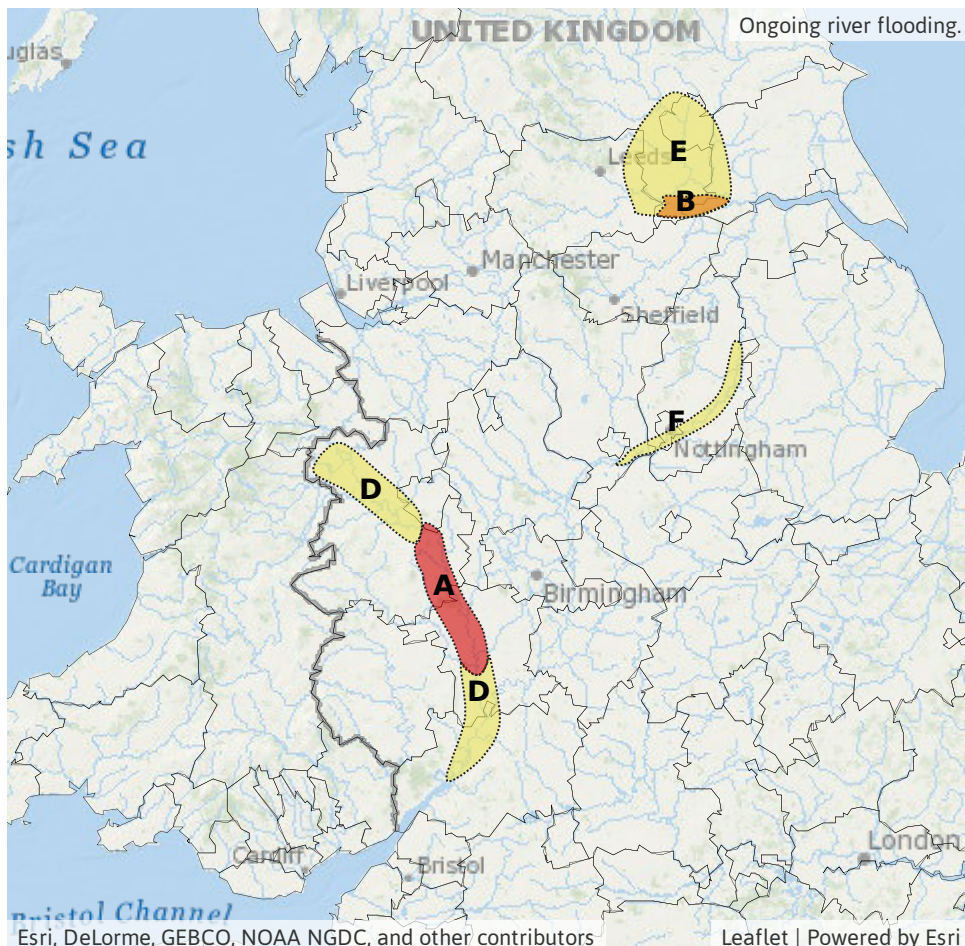 UNITED KINGDOM
Ongoing river flooding.
uglas
sh Sea
Leeds
E
B
Manchester
Liverpool
Sheffield
F
Nottingham
D
Cardigan
Bay
A
Birmingham
D
London
Cardiff
Bristol
Bristol Channel
Esri, DeLorme, GEBCO, NOAA NGDC, and other contributors
Leaflet | Powered by Esri